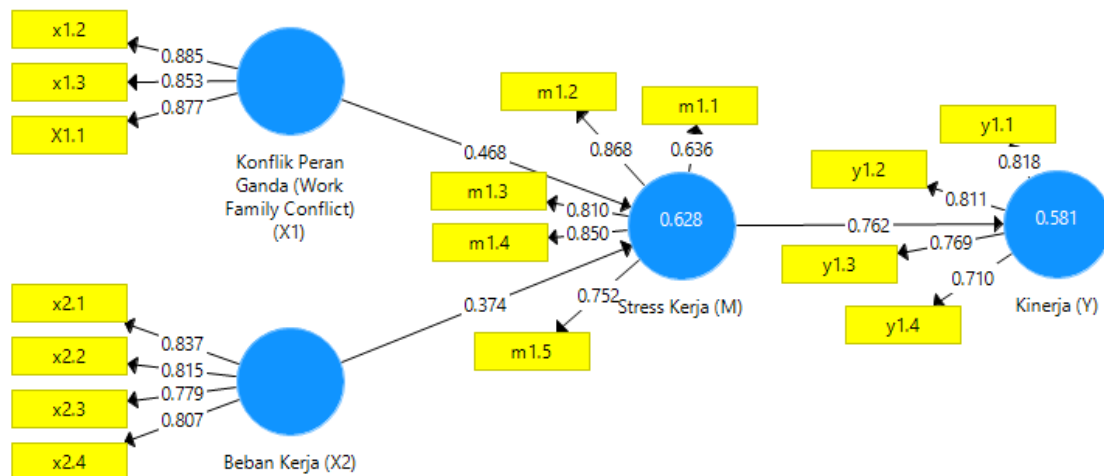 x1.2
x1.3
X1.1
0.885
0.853
0.877
Konflik Peran
Ganda (Work
Family Conflict)
(X1)
0.468
x2.1
x2.2
x2.3
x2.4
0.837
0.815
0.779
0.807
Beban Kerja (X2)
0.374
m1.2
m1.1
m1.3
m1.4
m1.5
0.868
0.636
0.810
0.850
0.752
0.628
Stress Kerja (M)
0.762
y1.1
y1.2
y1.3
y1.4
0.818
0.811
0.769
0.710
0.581
Kinerja (Y)